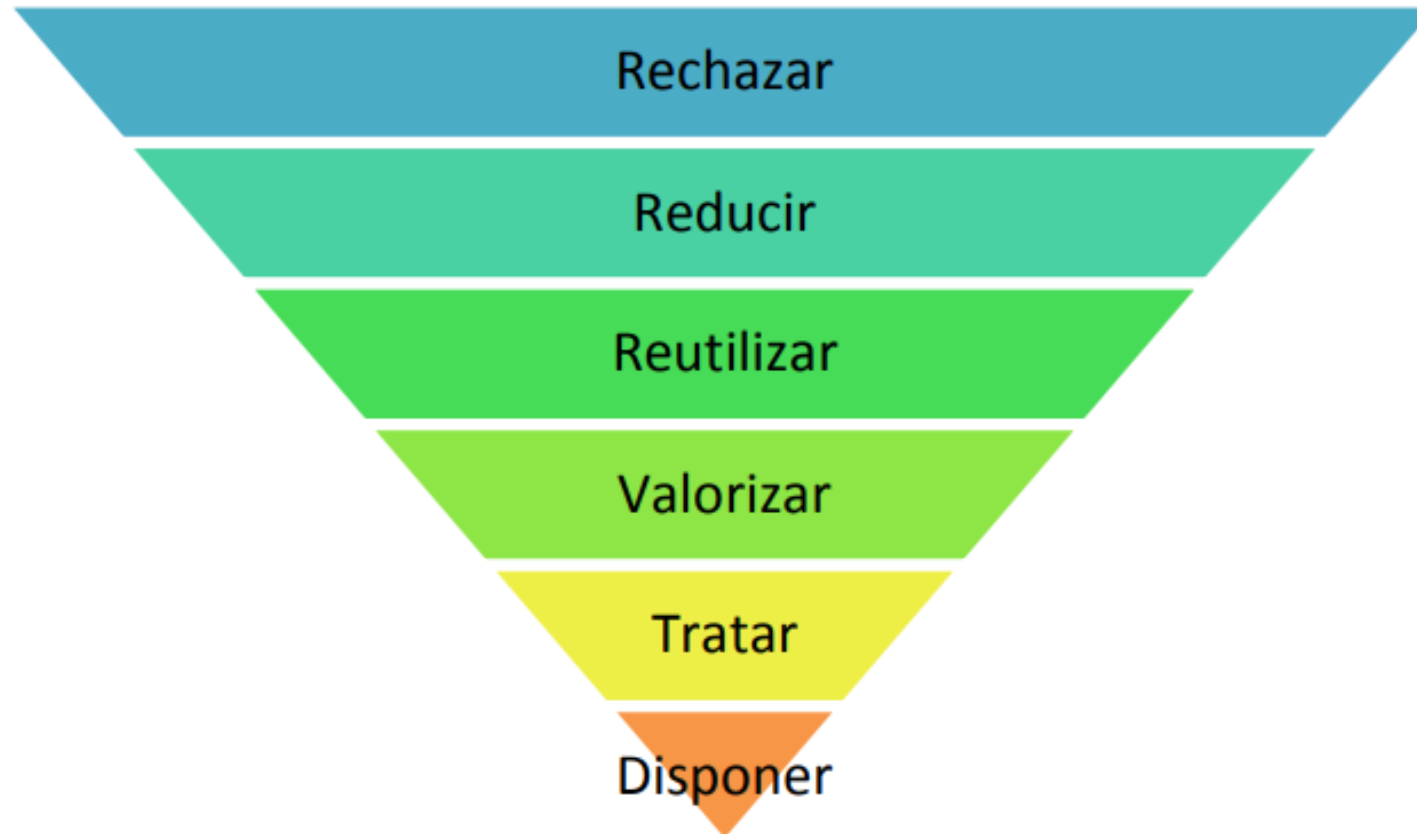 Rechazar
Reducir
Reutilizar
Valorizar
Tratar
Disponer